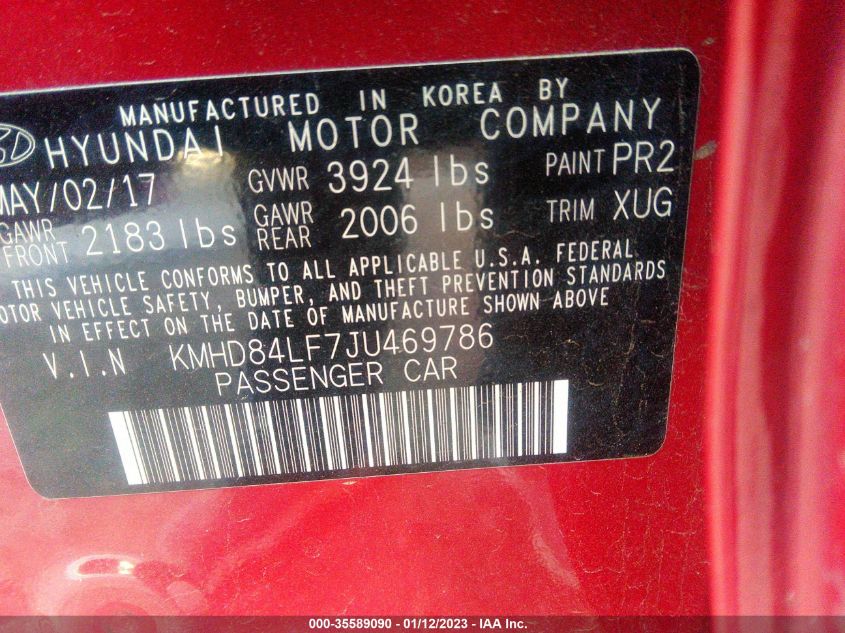 MANUFACTURED IN KOREA BY
HYUNDAI MOTOR COMPANY
MAY/02/17 GVWR 3924 lbs PAINT PR2
GAWR FRONT 2183 lbs GAWR REAR 2006 lbs TRIM XUG
THIS VEHICLE CONFORMS TO ALL APPLICABLE U.S.A. FEDERAL
MOTOR VEHICLE SAFETY, BUMPER, AND THEFT PREVENTION STANDARDS
IN EFFECT ON THE DATE OF MANUFACTURE SHOWN ABOVE
V.I.N KMHD84LF7JU469786
PASSENGER CAR
000-35589090 - 01/12/2023 - IAA Inc.